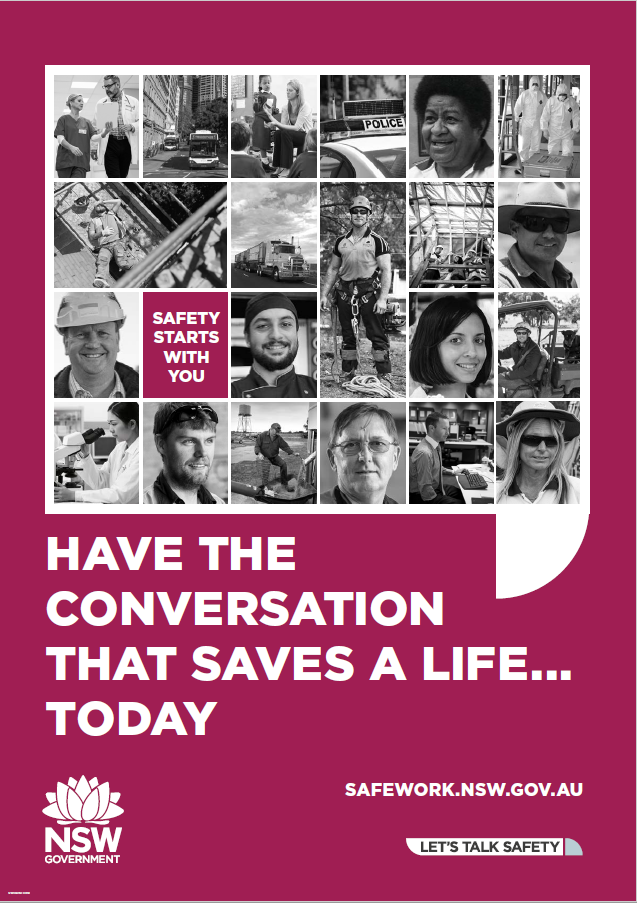 POLICE
SAFETY
STARTS
WITH
YOU
HAVE THE
CONVERSATION
THAT SAVES A LIFE...
TODAY
SAFEWORK.NSW.GOV.AU
NSW
GOVERNMENT
LET'S TALK SAFETY